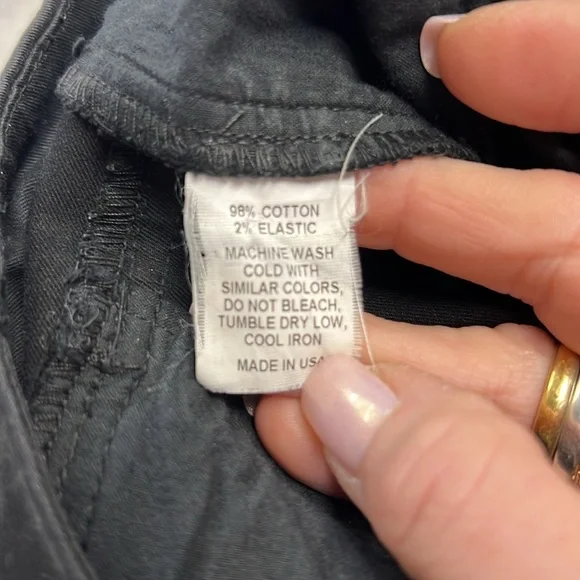 98% COTTON
2% ELASTIC
MACHINE WASH
COLD WITH
SIMILAR COLORS,
DO NOT BLEACH,
TUMBLE DRY LOW,
COOL IRON
MADE IN USA